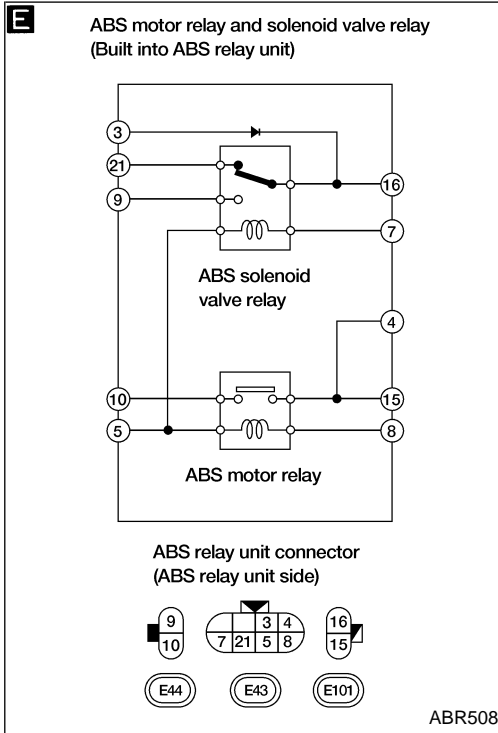 E
ABS motor relay and solenoid valve relay
(Built into ABS relay unit)
3
21
16
9
7
ABS solenoid
valve relay
4
10
15
5
8
ABS motor relay
ABS relay unit connector
(ABS relay unit side)
9 3 4 16
10 7 21 5 8 15
E44 E43 E101
ABR508